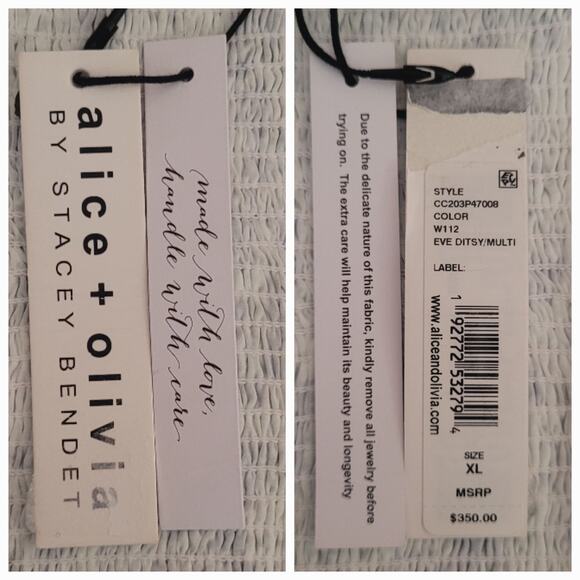 alice + olivia
BY STACEY BENDET
made with love,
handle with care
Due to the delicate nature of this fabric, kindly remove all jewelry before
trying on. The extra care will help maintain its beauty and longevity
STYLE
CC203P47008
COLOR
W112
EVE DITSY/MULTI
LABEL:
1 92772 53279 4
www.aliceandolivia.com
SIZE
XL
MSRP
$350.00